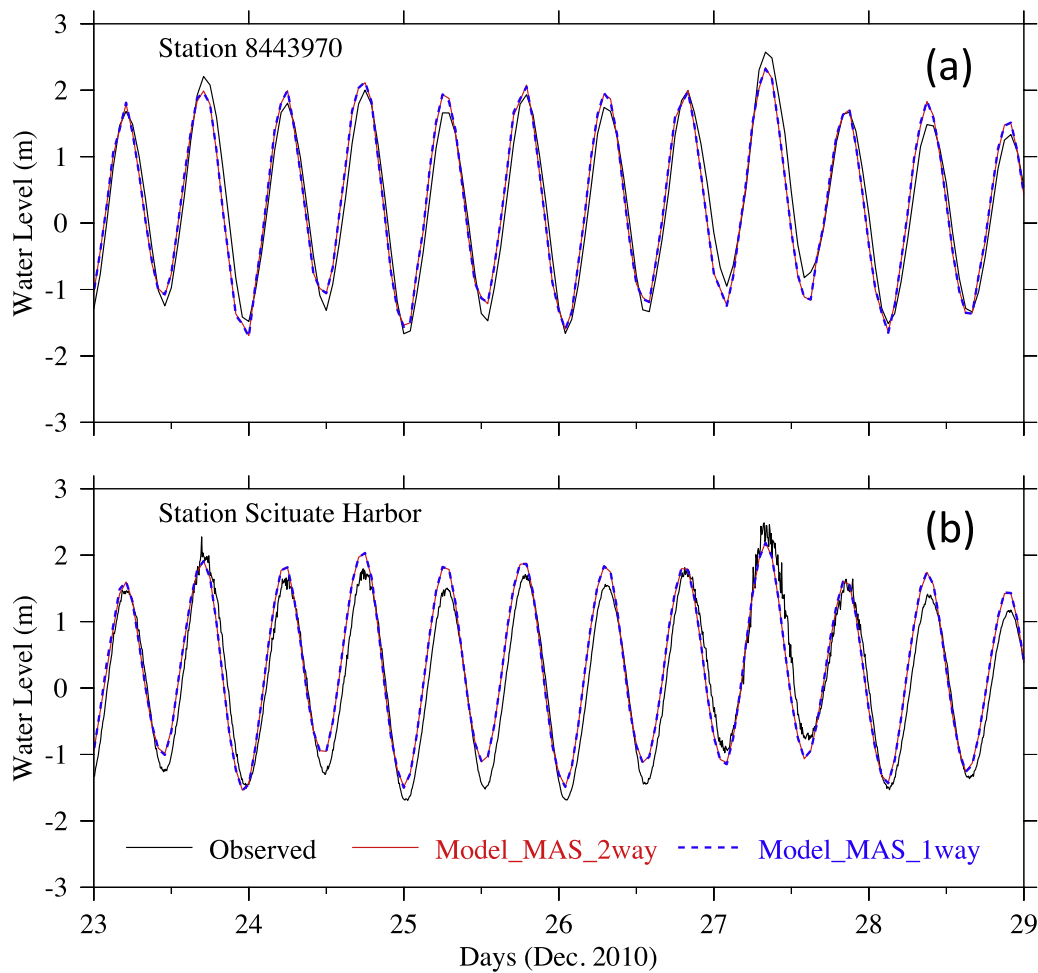 3
Station 8443970
(a)
2
1
0
-1
-2
-3
Water Level (m)
3
Station Scituate Harbor
(b)
2
1
0
-1
-2
-3
Water Level (m)
Observed Model_MAS_2way Model_MAS_1way
23 24 25 26 27 28 29
Days (Dec. 2010)